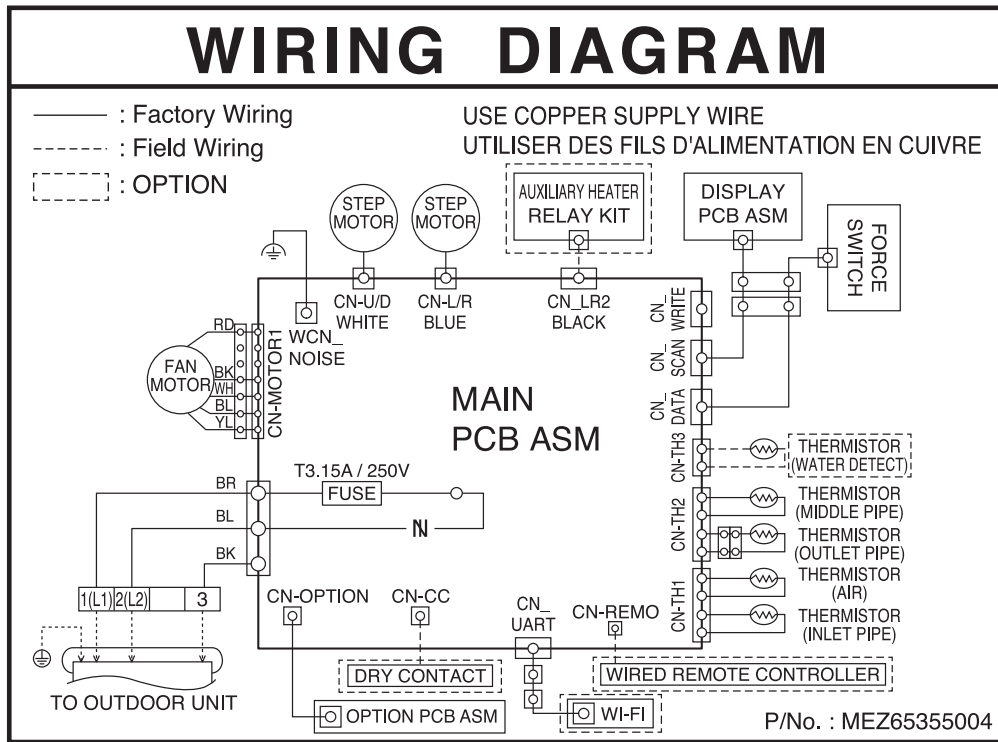 WIRING DIAGRAM
: Factory Wiring
: Field Wiring
: OPTION
USE COPPER SUPPLY WIRE
UTILISER DES FILS D'ALIMENTATION EN CUIVRE
STEP
MOTOR
STEP
MOTOR
AUXILIARY HEATER
RELAY KIT
DISPLAY
PCB ASM
FORCE
SWITCH
CN-U/D
WHITE
CN-L/R
BLUE
CN_LR2
BLACK
CN_
WRITE
WCN_
NOISE
FAN
MOTOR
RD
BK
WH
BL
YL
CN-MOTOR1
CN_
SCAN
CN_
DATA
MAIN
PCB ASM
CN-TH3
THERMISTOR
(WATER DETECT)
T3.15A / 250V
FUSE
BR
BL
N
BK
CN-TH2
THERMISTOR
(MIDDLE PIPE)
THERMISTOR
(OUTLET PIPE)
CN-TH1
THERMISTOR
(AIR)
THERMISTOR
(INLET PIPE)
1(L1) 2(L2) 3
CN-OPTION
CN-CC
CN_
UART
CN-REMO
DRY CONTACT
WIRED REMOTE CONTROLLER
TO OUTDOOR UNIT
OPTION PCB ASM
WI-FI
P/No. : MEZ65355004